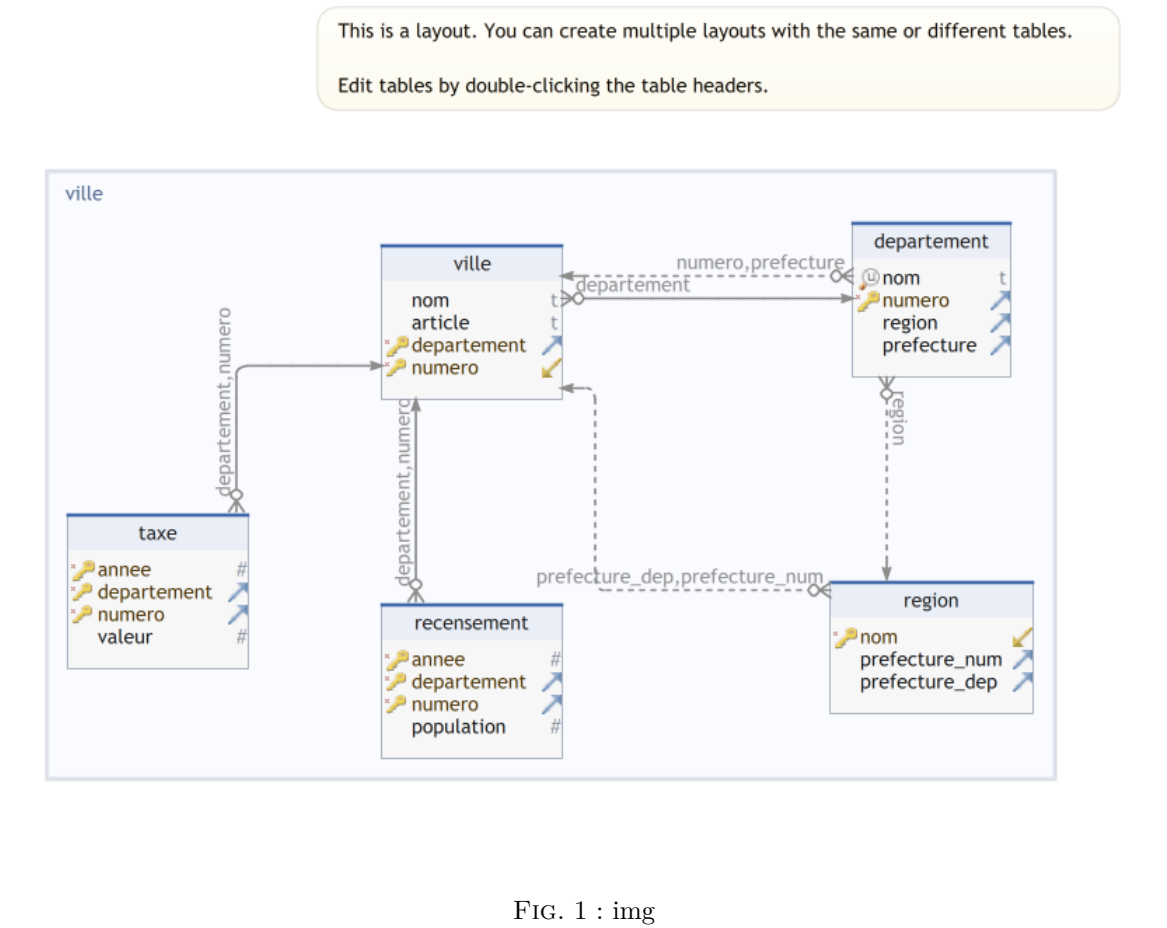 This is a layout. You can create multiple layouts with the same or different tables.
Edit tables by double-clicking the table headers.
ville
departement
nom t
numero
region
prefecture
numero,prefecture
departement
ville
nom t
article t
departement
numero
departement,numero
departement,numero
region
prefecture_dep,prefecture_num
taxe
annee #
departement
numero
valeur #
recensement
annee #
departement
numero
population #
region
nom
prefecture_num
prefecture_dep
FIG. 1 : img